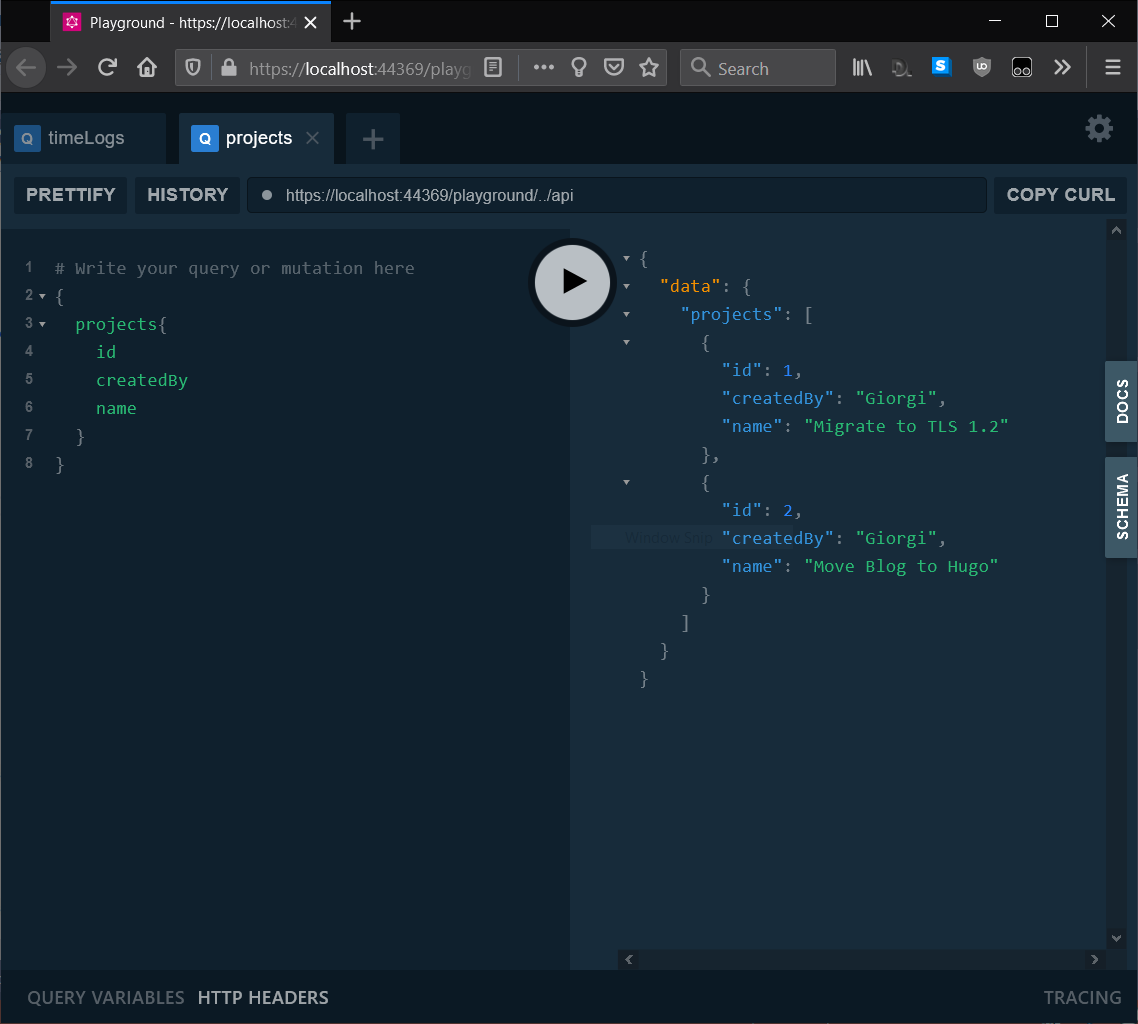 Playground - https://localhost:4
https://localhost:44369/playg
Search
Q timeLogs
Q projects
PRETTIFY
HISTORY
https://localhost:44369/playground/../api
COPY CURL
1 # Write your query or mutation here
2 {
3 projects{
4 id
5 createdBy
6 name
7 }
8 }
{
"data": {
"projects": [
{
"id": 1,
"createdBy": "Giorgi",
"name": "Migrate to TLS 1.2"
},
{
"id": 2,
Window Snip
"createdBy": "Giorgi",
"name": "Move Blog to Hugo"
}
]
}
}
DOCS
SCHEMA
QUERY VARIABLES
HTTP HEADERS
TRACING